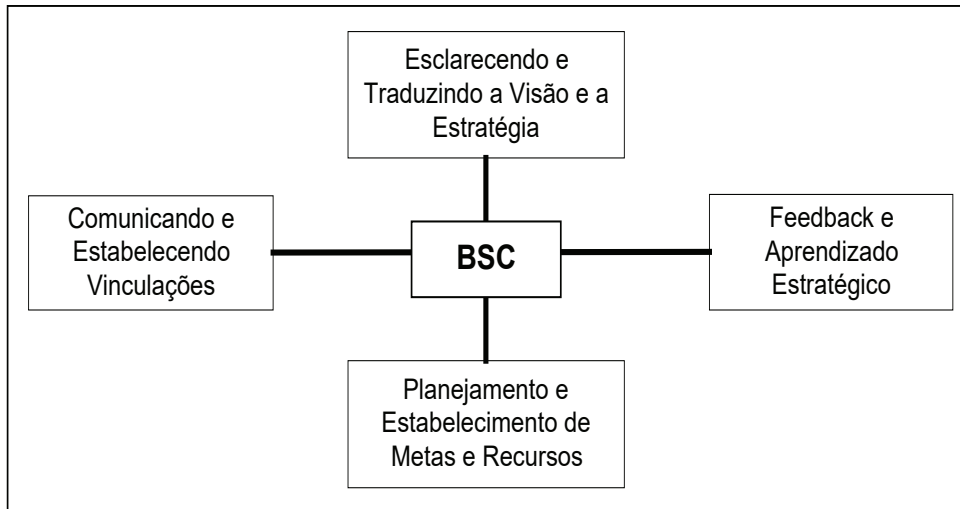 Esclarecendo e
Traduzindo a Visão e a
Estratégia
Comunicando e
Estabelecendo
Vinculações
BSC
Feedback e
Aprendizado
Estratégico
Planejamento e
Estabelecimento de
Metas e Recursos